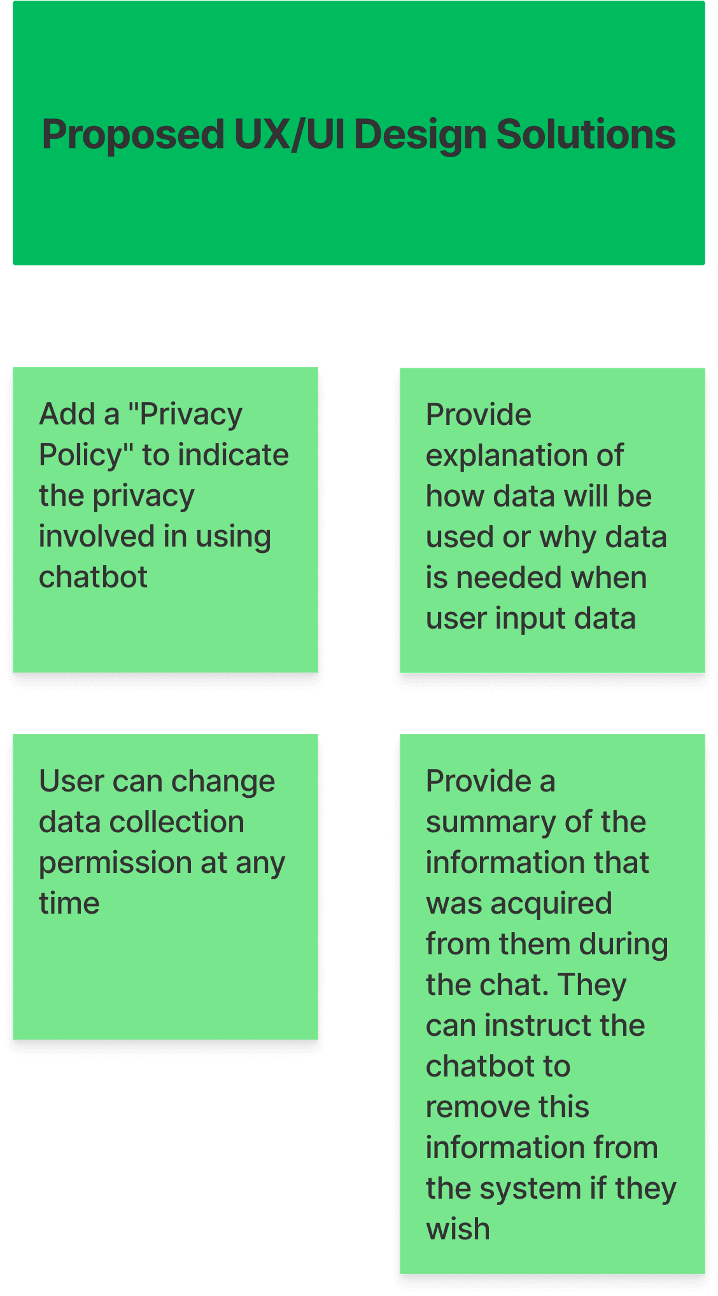 Proposed UX/UI Design Solutions
Add a "Privacy
Policy" to indicate
the privacy
involved in using
chatbot
Provide
explanation of
how data will be
used or why data
is needed when
user input data
User can change
data collection
permission at any
time
Provide a
summary of the
information that
was acquired
from them during
the chat. They
can instruct the
chatbot to
remove this
information from
the system if they
wish